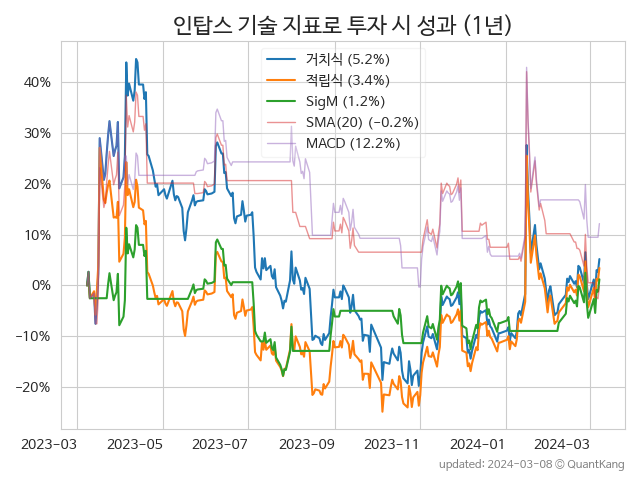 인탑스 기술 지표로 투자 시 성과 (1년)
거치식 (5.2%)
적립식 (3.4%)
SigM (1.2%)
SMA(20) (−0.2%)
MACD (12.2%)
40%
30%
20%
10%
0%
−10%
−20%
2023−03 2023−05 2023−07 2023−09 2023−11 2024−01 2024−03
updated: 2024-03-08 ⓒ QuantKang